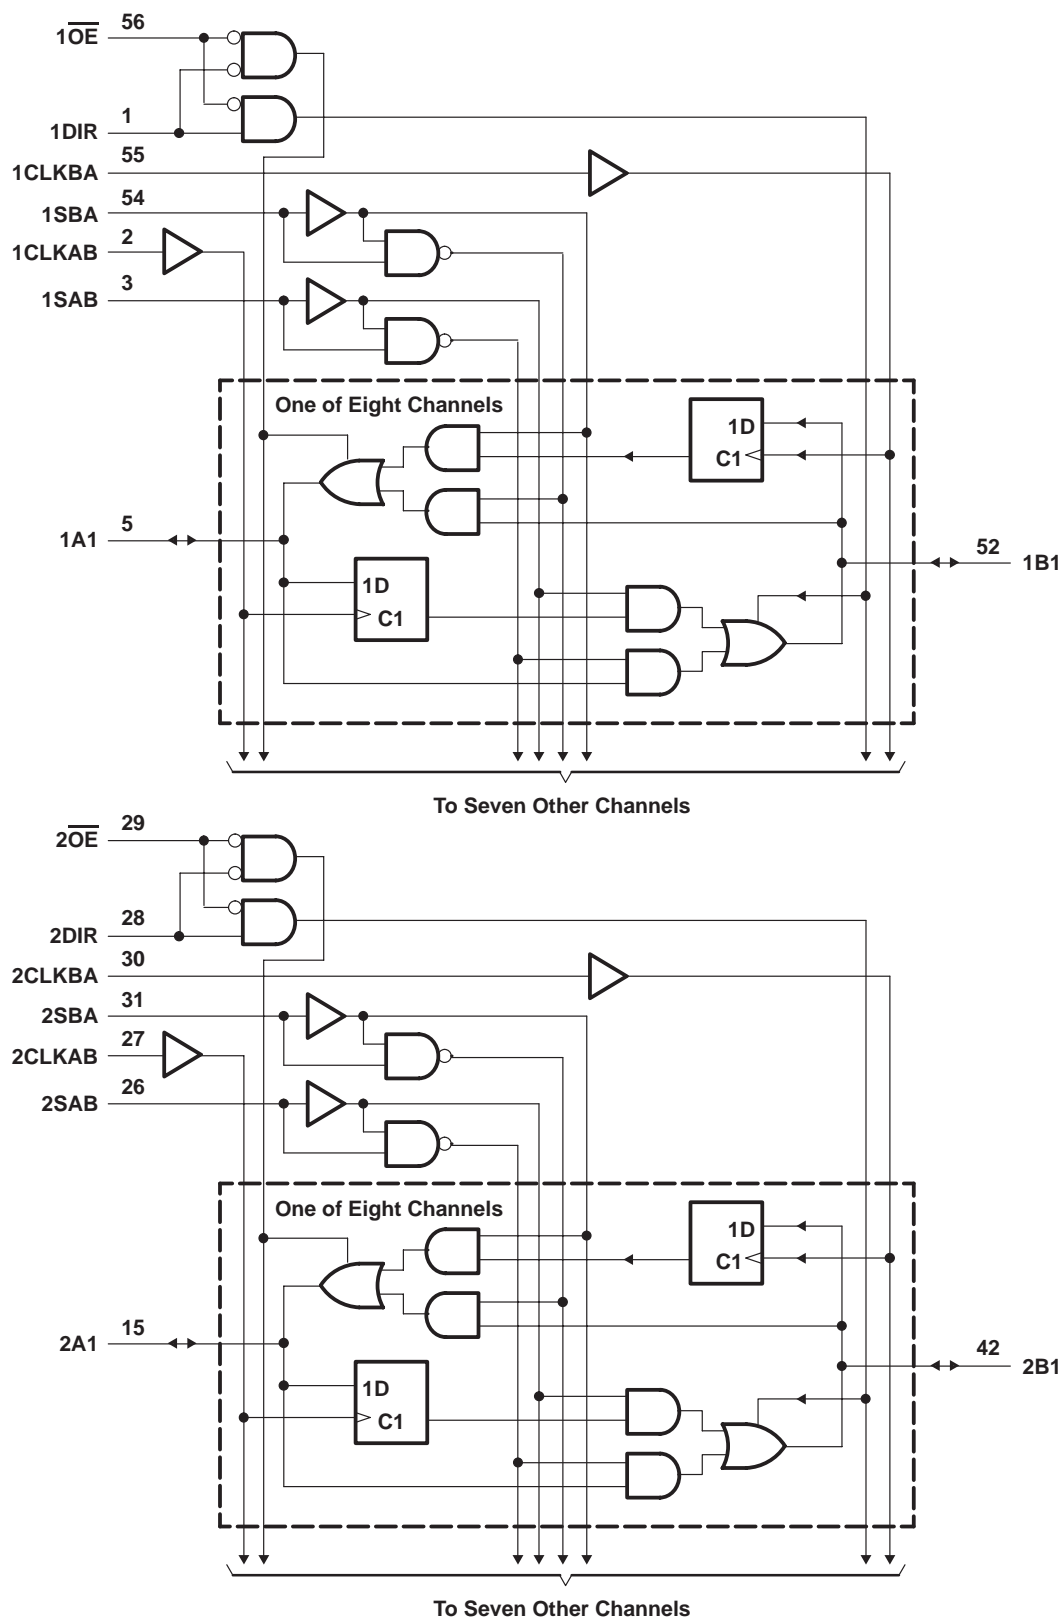 56
1O̅E̅
1
1DIR
55
1CLKBA
54
1SBA
2
1CLKAB
3
1SAB
One of Eight Channels
1D
C1
5
1A1
52
1B1
1D
C1
To Seven Other Channels
29
2O̅E̅
28
2DIR
30
2CLKBA
31
2SBA
27
2CLKAB
26
2SAB
One of Eight Channels
1D
C1
15
2A1
42
2B1
1D
C1
To Seven Other Channels